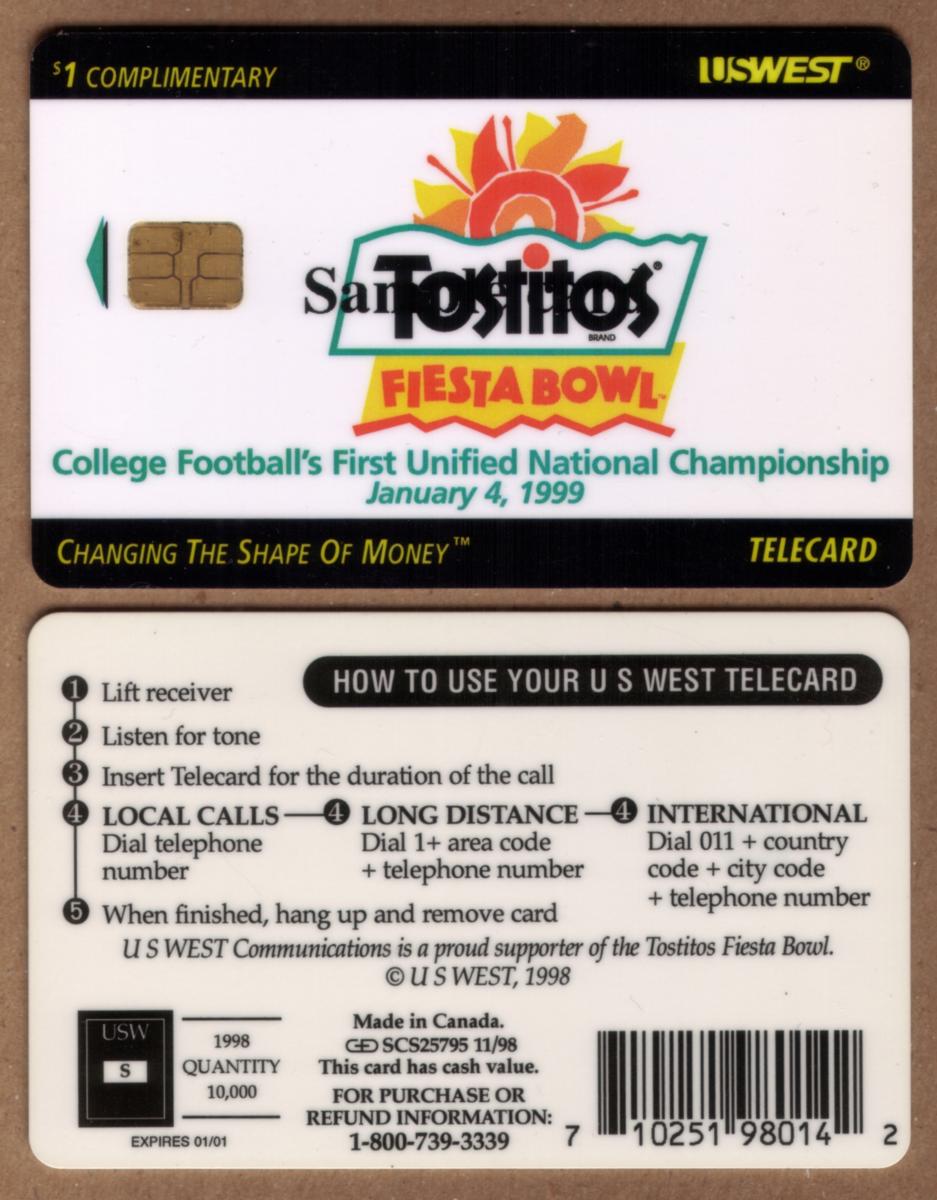 $1 COMPLIMENTARY
USWEST®
Sample Card
TOSTITOS®
BRAND
FIESTA BOWL™
College Football's First Unified National Championship
January 4, 1999
CHANGING THE SHAPE OF MONEY™
TELECARD
HOW TO USE YOUR U S WEST TELECARD
1 Lift receiver
2 Listen for tone
3 Insert Telecard for the duration of the call
4 LOCAL CALLS
Dial telephone
number
4 LONG DISTANCE
Dial 1+ area code
+ telephone number
4 INTERNATIONAL
Dial 011 + country
code + city code
+ telephone number
5 When finished, hang up and remove card
U S WEST Communications is a proud supporter of the Tostitos Fiesta Bowl.
© U S WEST, 1998
USW
S
1998
QUANTITY
10,000
EXPIRES 01/01
Made in Canada.
SCS25795 11/98
This card has cash value.
FOR PURCHASE OR
REFUND INFORMATION:
1-800-739-3339
7 10251 98014 2